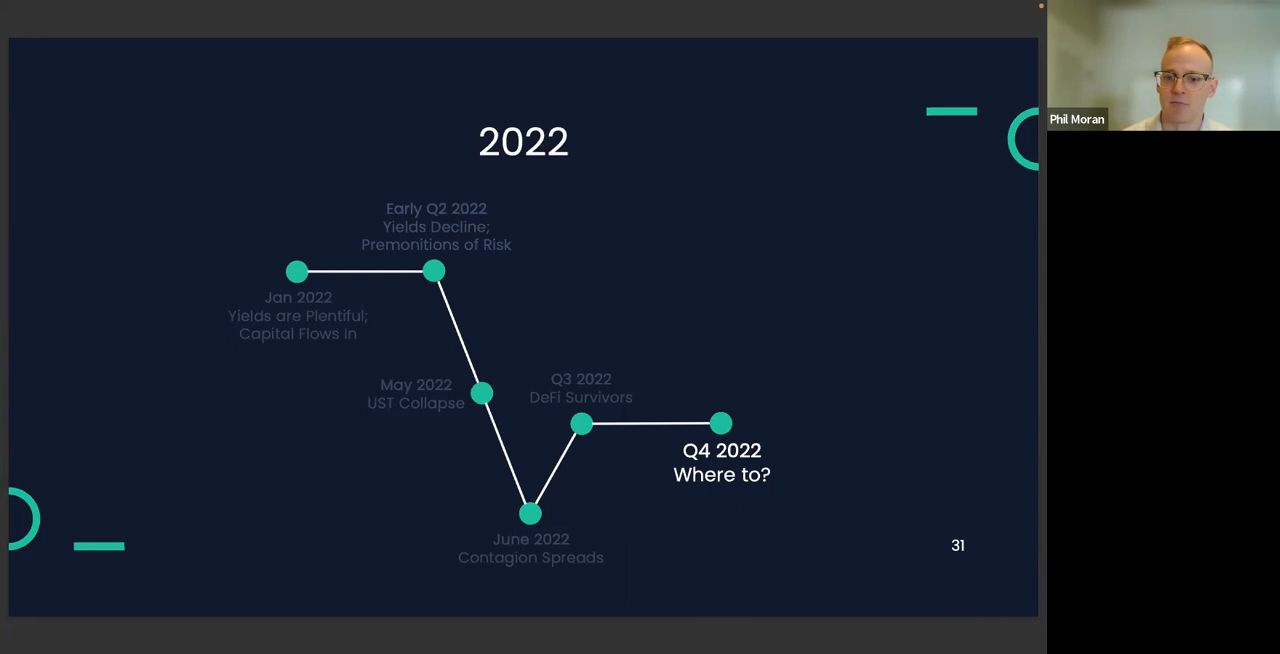 2022
Early Q2 2022
Yields Decline;
Premonitions of Risk
Jan 2022
Yields are Plentiful;
Capital Flows in
May 2022
UST Collapse
Q3 2022
DeFi Survivors
Q4 2022
Where to?
June 2022
Contagion Spreads
31
Phil Moran